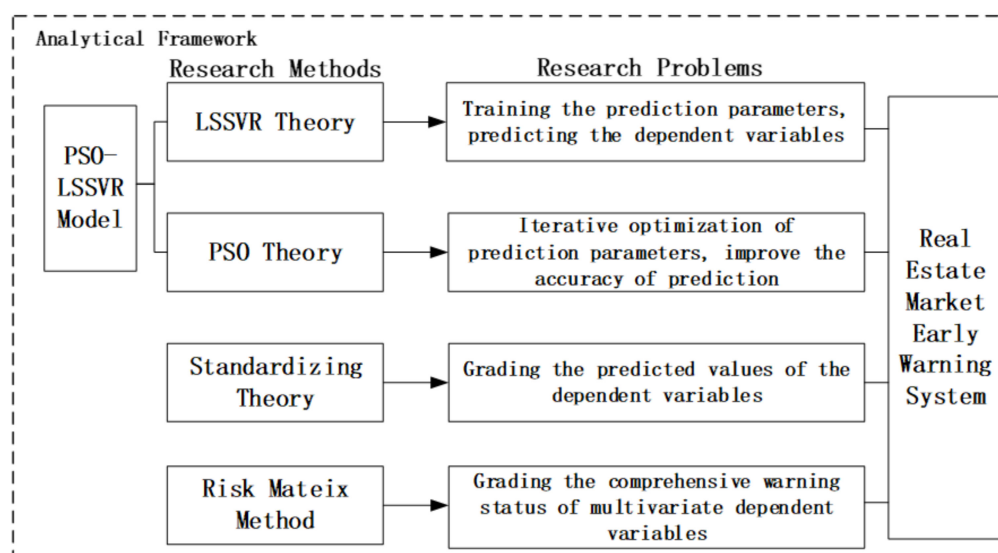 Analytical Framework
Research Methods
Research Problems
PSO-
LSSVR
Model
LSSVR Theory
Training the prediction parameters,
predicting the dependent variables
PSO Theory
Iterative optimization of
prediction parameters, improve the
accuracy of prediction
Standardizing
Theory
Grading the predicted values of the
dependent variables
Risk Mateix
Method
Grading the comprehensive warning
status of multivariate dependent
variables
Real
Estate
Market
Early
Warning
System